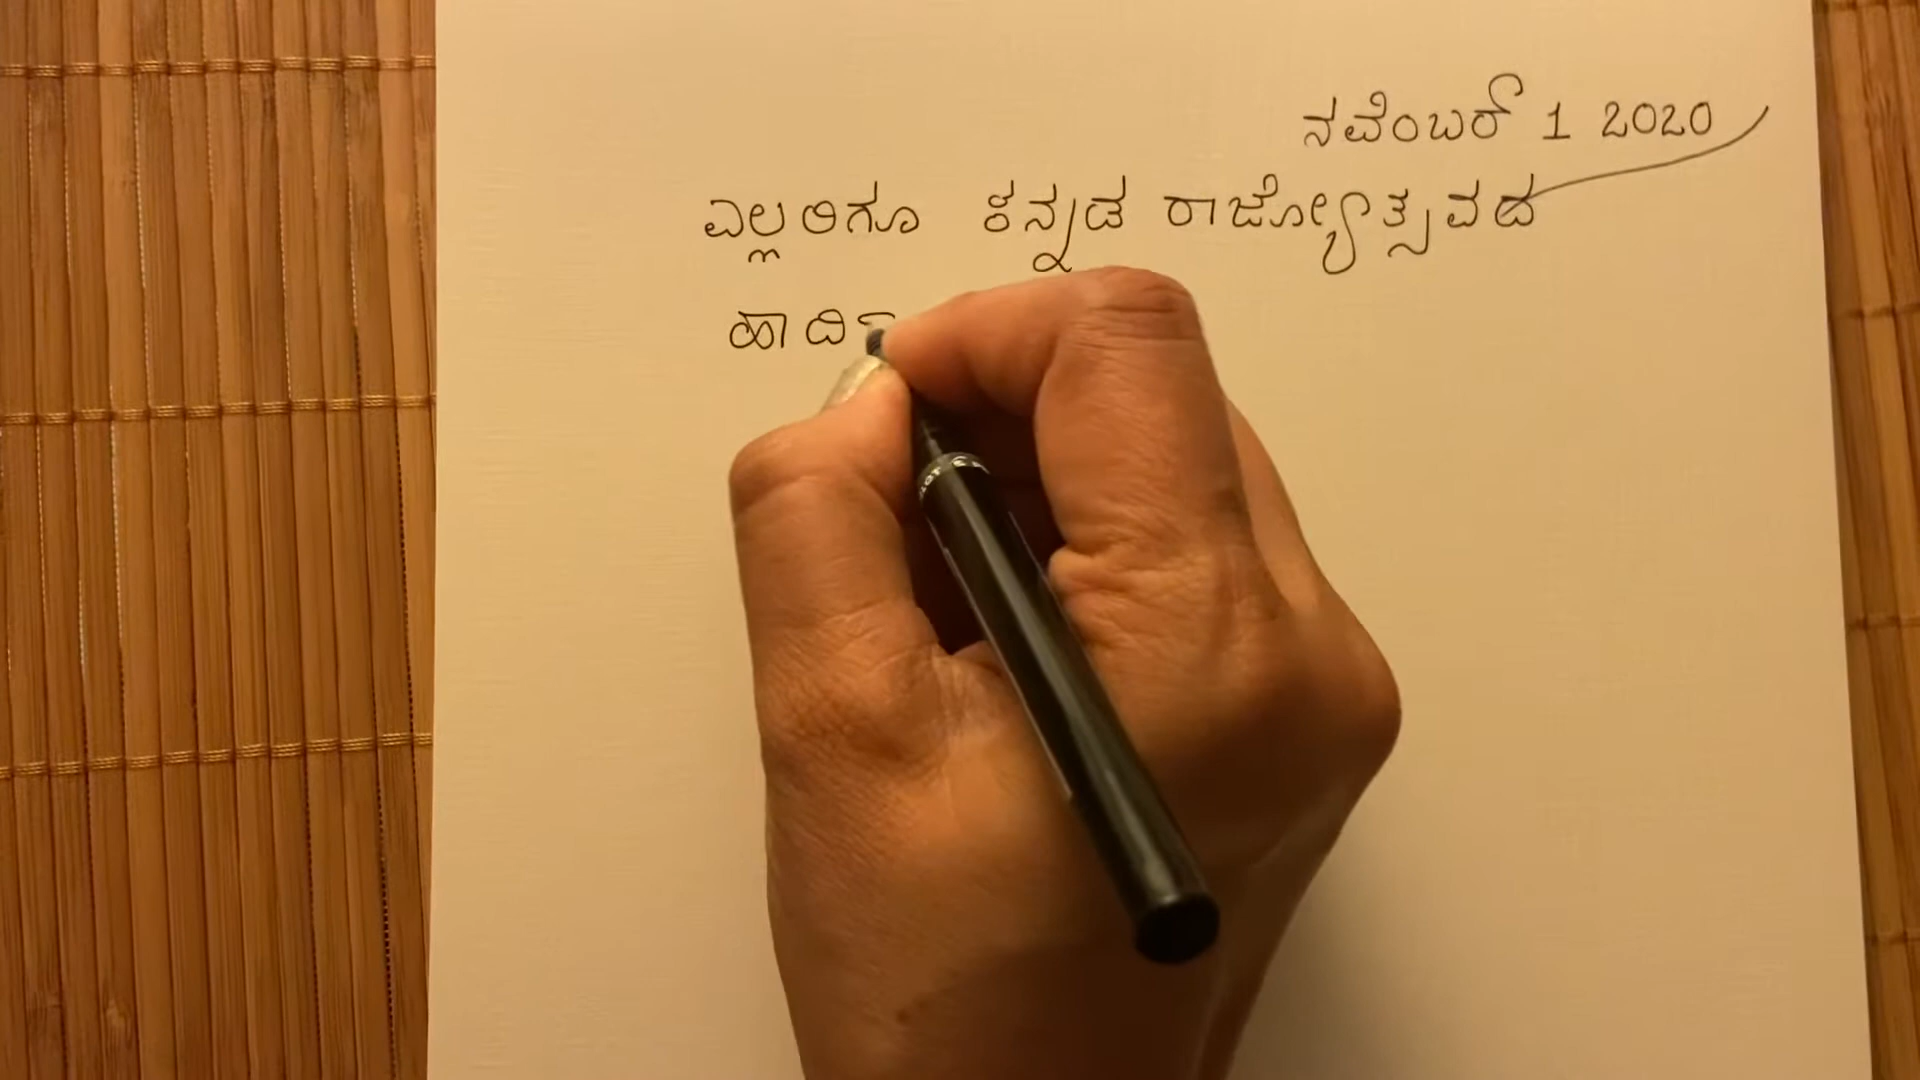 ನವೆಂಬರ್ 1 2020
ಎಲ್ಲರಿಗೂ ಕನ್ನಡ ರಾಜ್ಯೋತ್ಸವದ
ಹಾರ್ದಿ